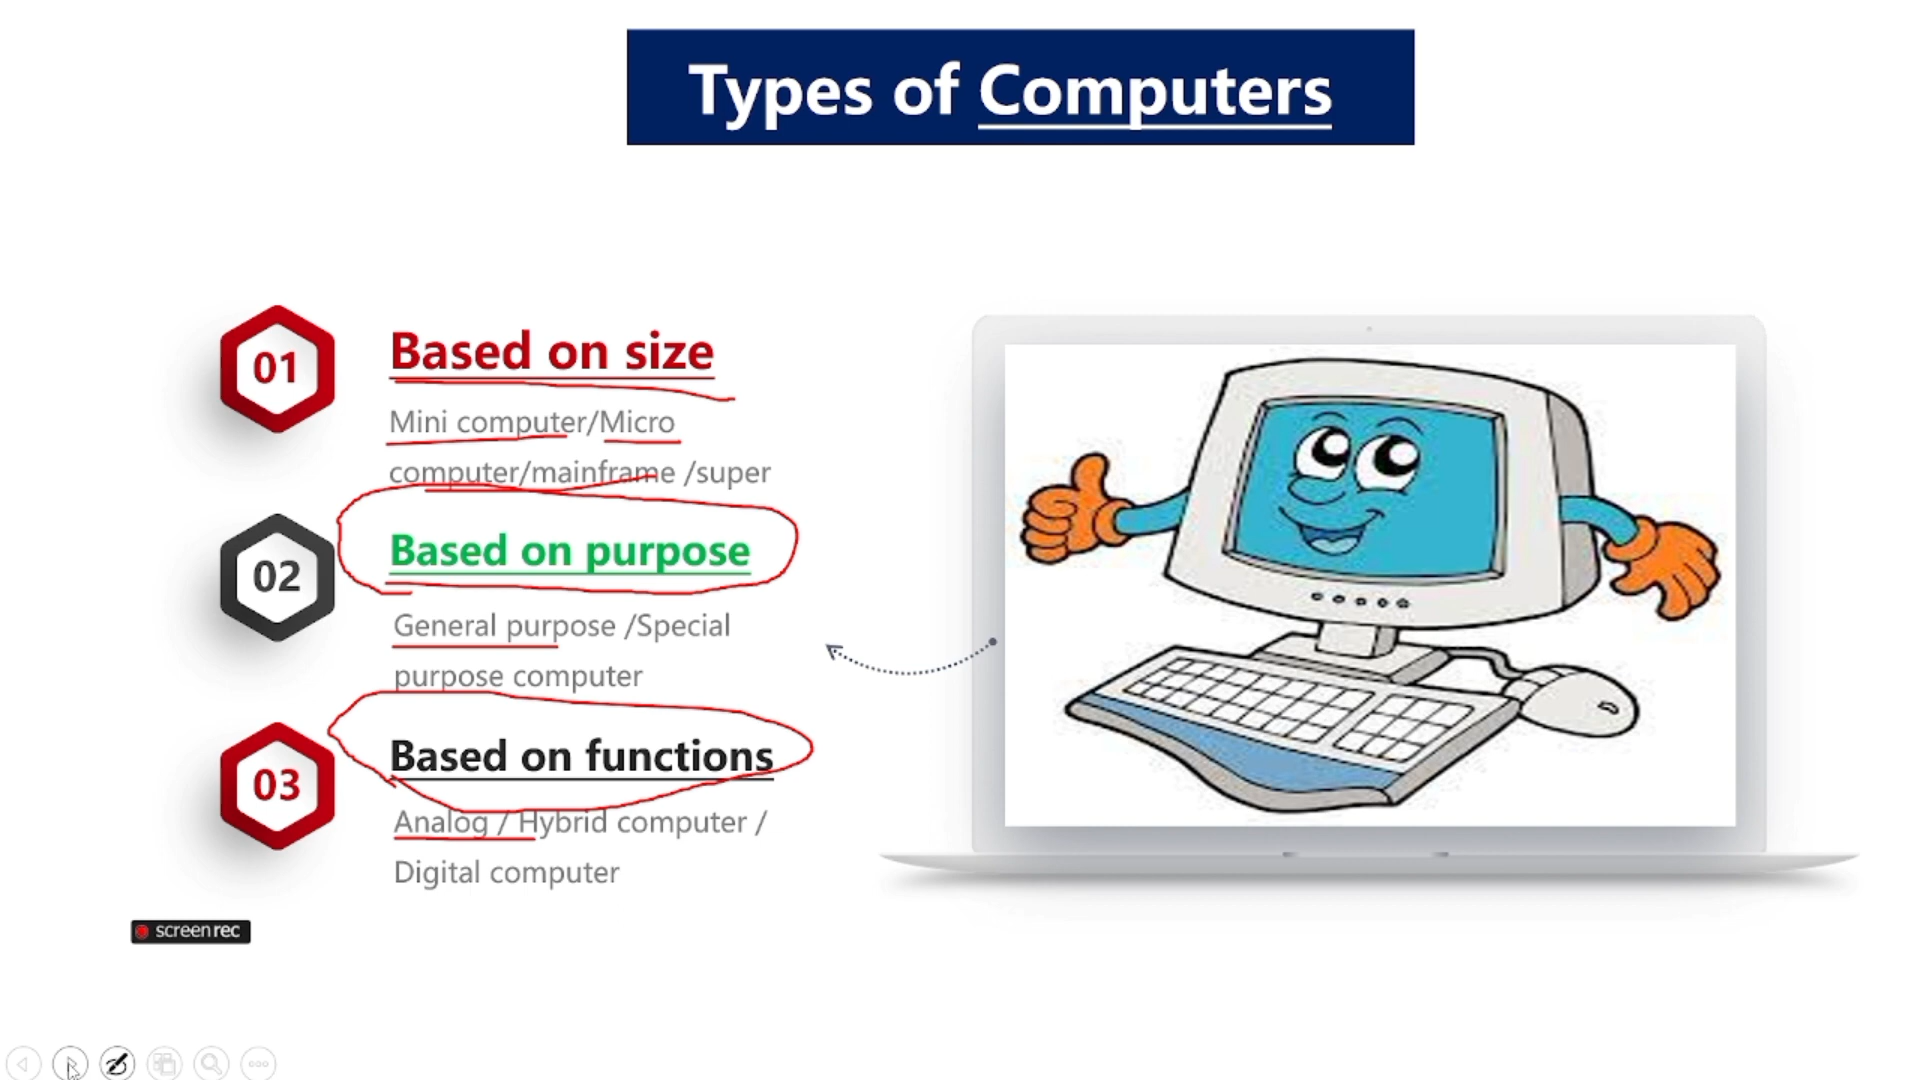 Types of Computers
01
Based on size
Mini computer/Micro
computer/mainframe /super
02
Based on purpose
General purpose /Special
purpose computer
03
Based on functions
Analog / Hybrid computer /
Digital computer
screenrec